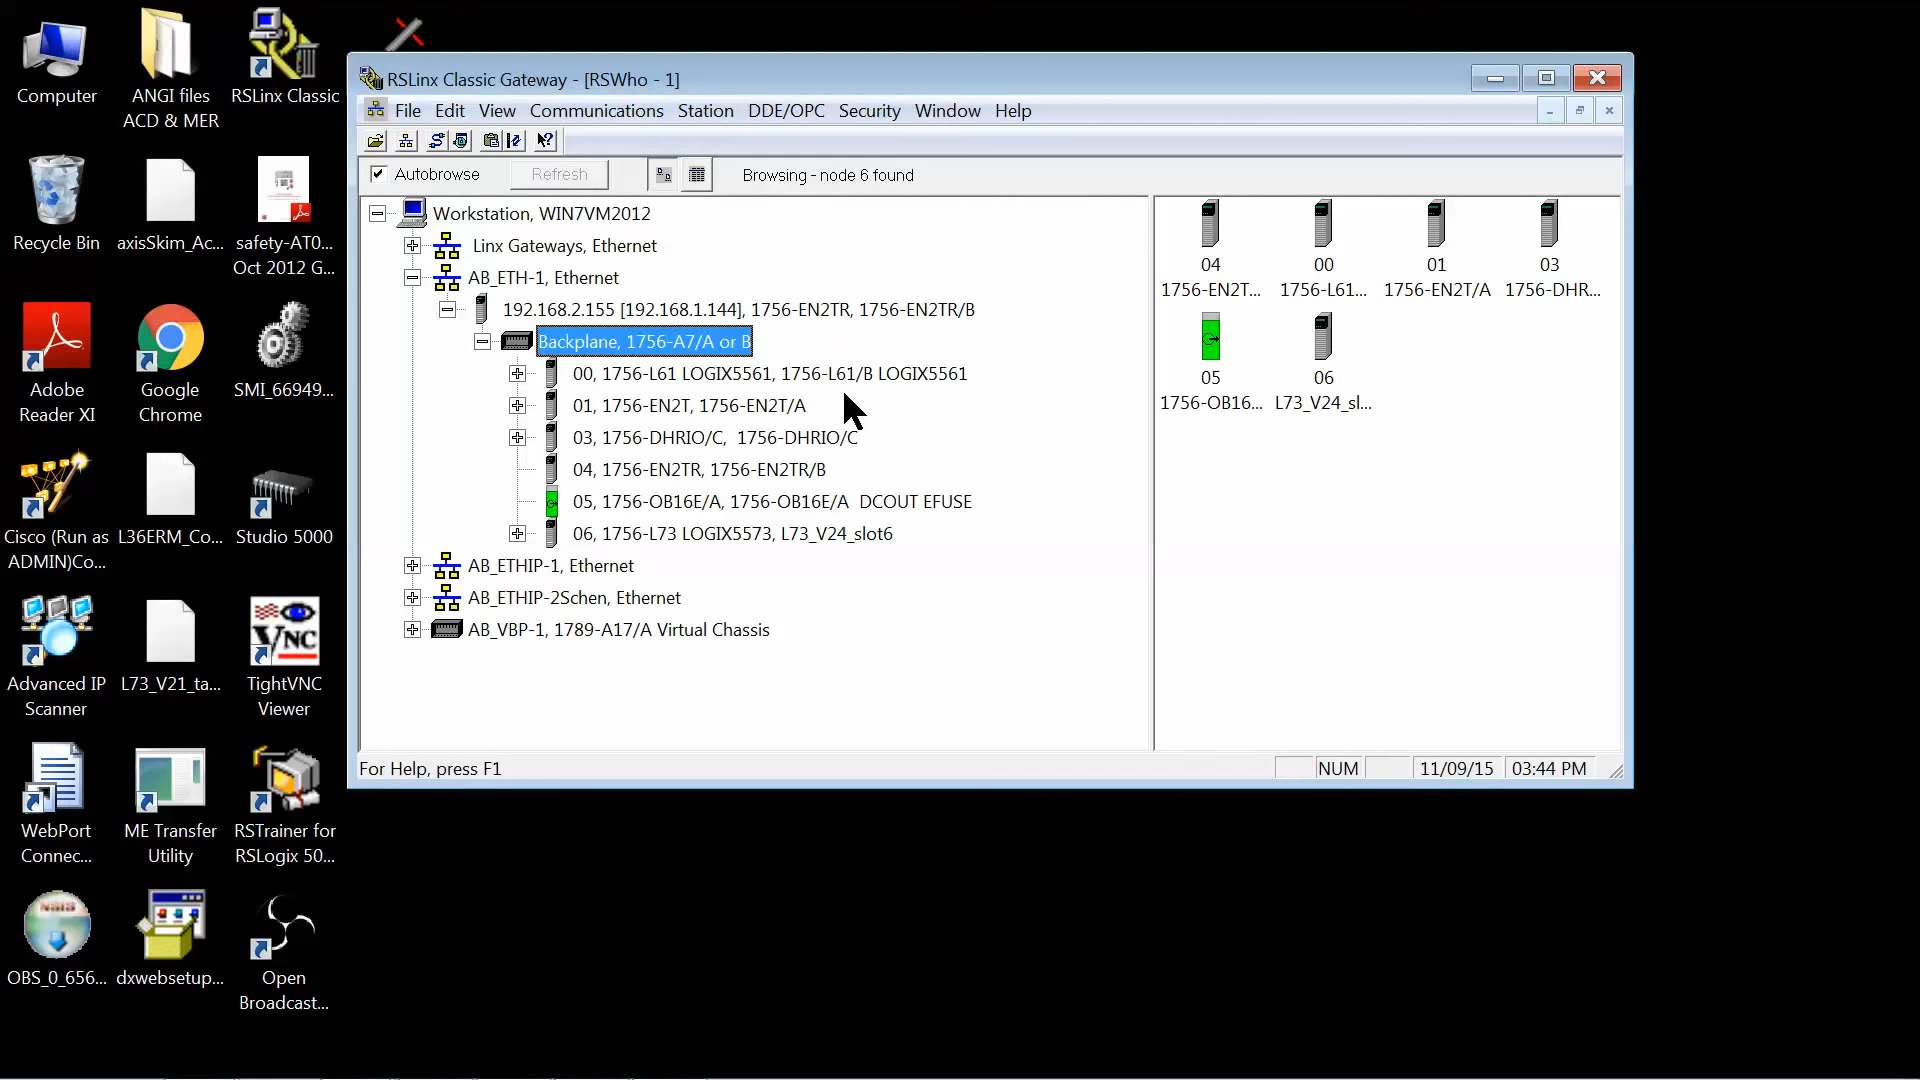 Computer
ANGI files
ACD & MER
RSLinx Classic
Recycle Bin
axisSkim_Ac...
safety-AT0...
Oct 2012 G...
Adobe
Reader XI
Google
Chrome
SMI_66949...
Cisco (Run as
ADMIN)Co...
L36ERM_Co...
Studio 5000
Advanced IP
Scanner
L73_V21_ta...
VNC
TightVNC
Viewer
WebPort
Connec...
ME Transfer
Utility
RSTrainer for
RSLogix 50...
NSIS
OBS_0_656...
dxwebsetup...
Open
Broadcast...
RSLinx Classic Gateway - [RSWho - 1]
File Edit View Communications Station DDE/OPC Security Window Help
Autobrowse Refresh Browsing - node 6 found
Workstation, WIN7VM2012
Linx Gateways, Ethernet
AB_ETH-1, Ethernet
192.168.2.155 [192.168.1.144], 1756-EN2TR, 1756-EN2TR/B
Backplane, 1756-A7/A or B
00, 1756-L61 LOGIX5561, 1756-L61/B LOGIX5561
01, 1756-EN2T, 1756-EN2T/A
03, 1756-DHRIO/C, 1756-DHRIO/C
04, 1756-EN2TR, 1756-EN2TR/B
05, 1756-OB16E/A, 1756-OB16E/A DCOUT EFUSE
06, 1756-L73 LOGIX5573, L73_V24_slot6
AB_ETHIP-1, Ethernet
AB_ETHIP-2Schen, Ethernet
AB_VBP-1, 1789-A17/A Virtual Chassis
04
1756-EN2T...
00
1756-L61...
01
1756-EN2T/A
03
1756-DHR...
05
1756-OB16...
06
L73_V24_sl...
For Help, press F1
NUM 11/09/15 03:44 PM